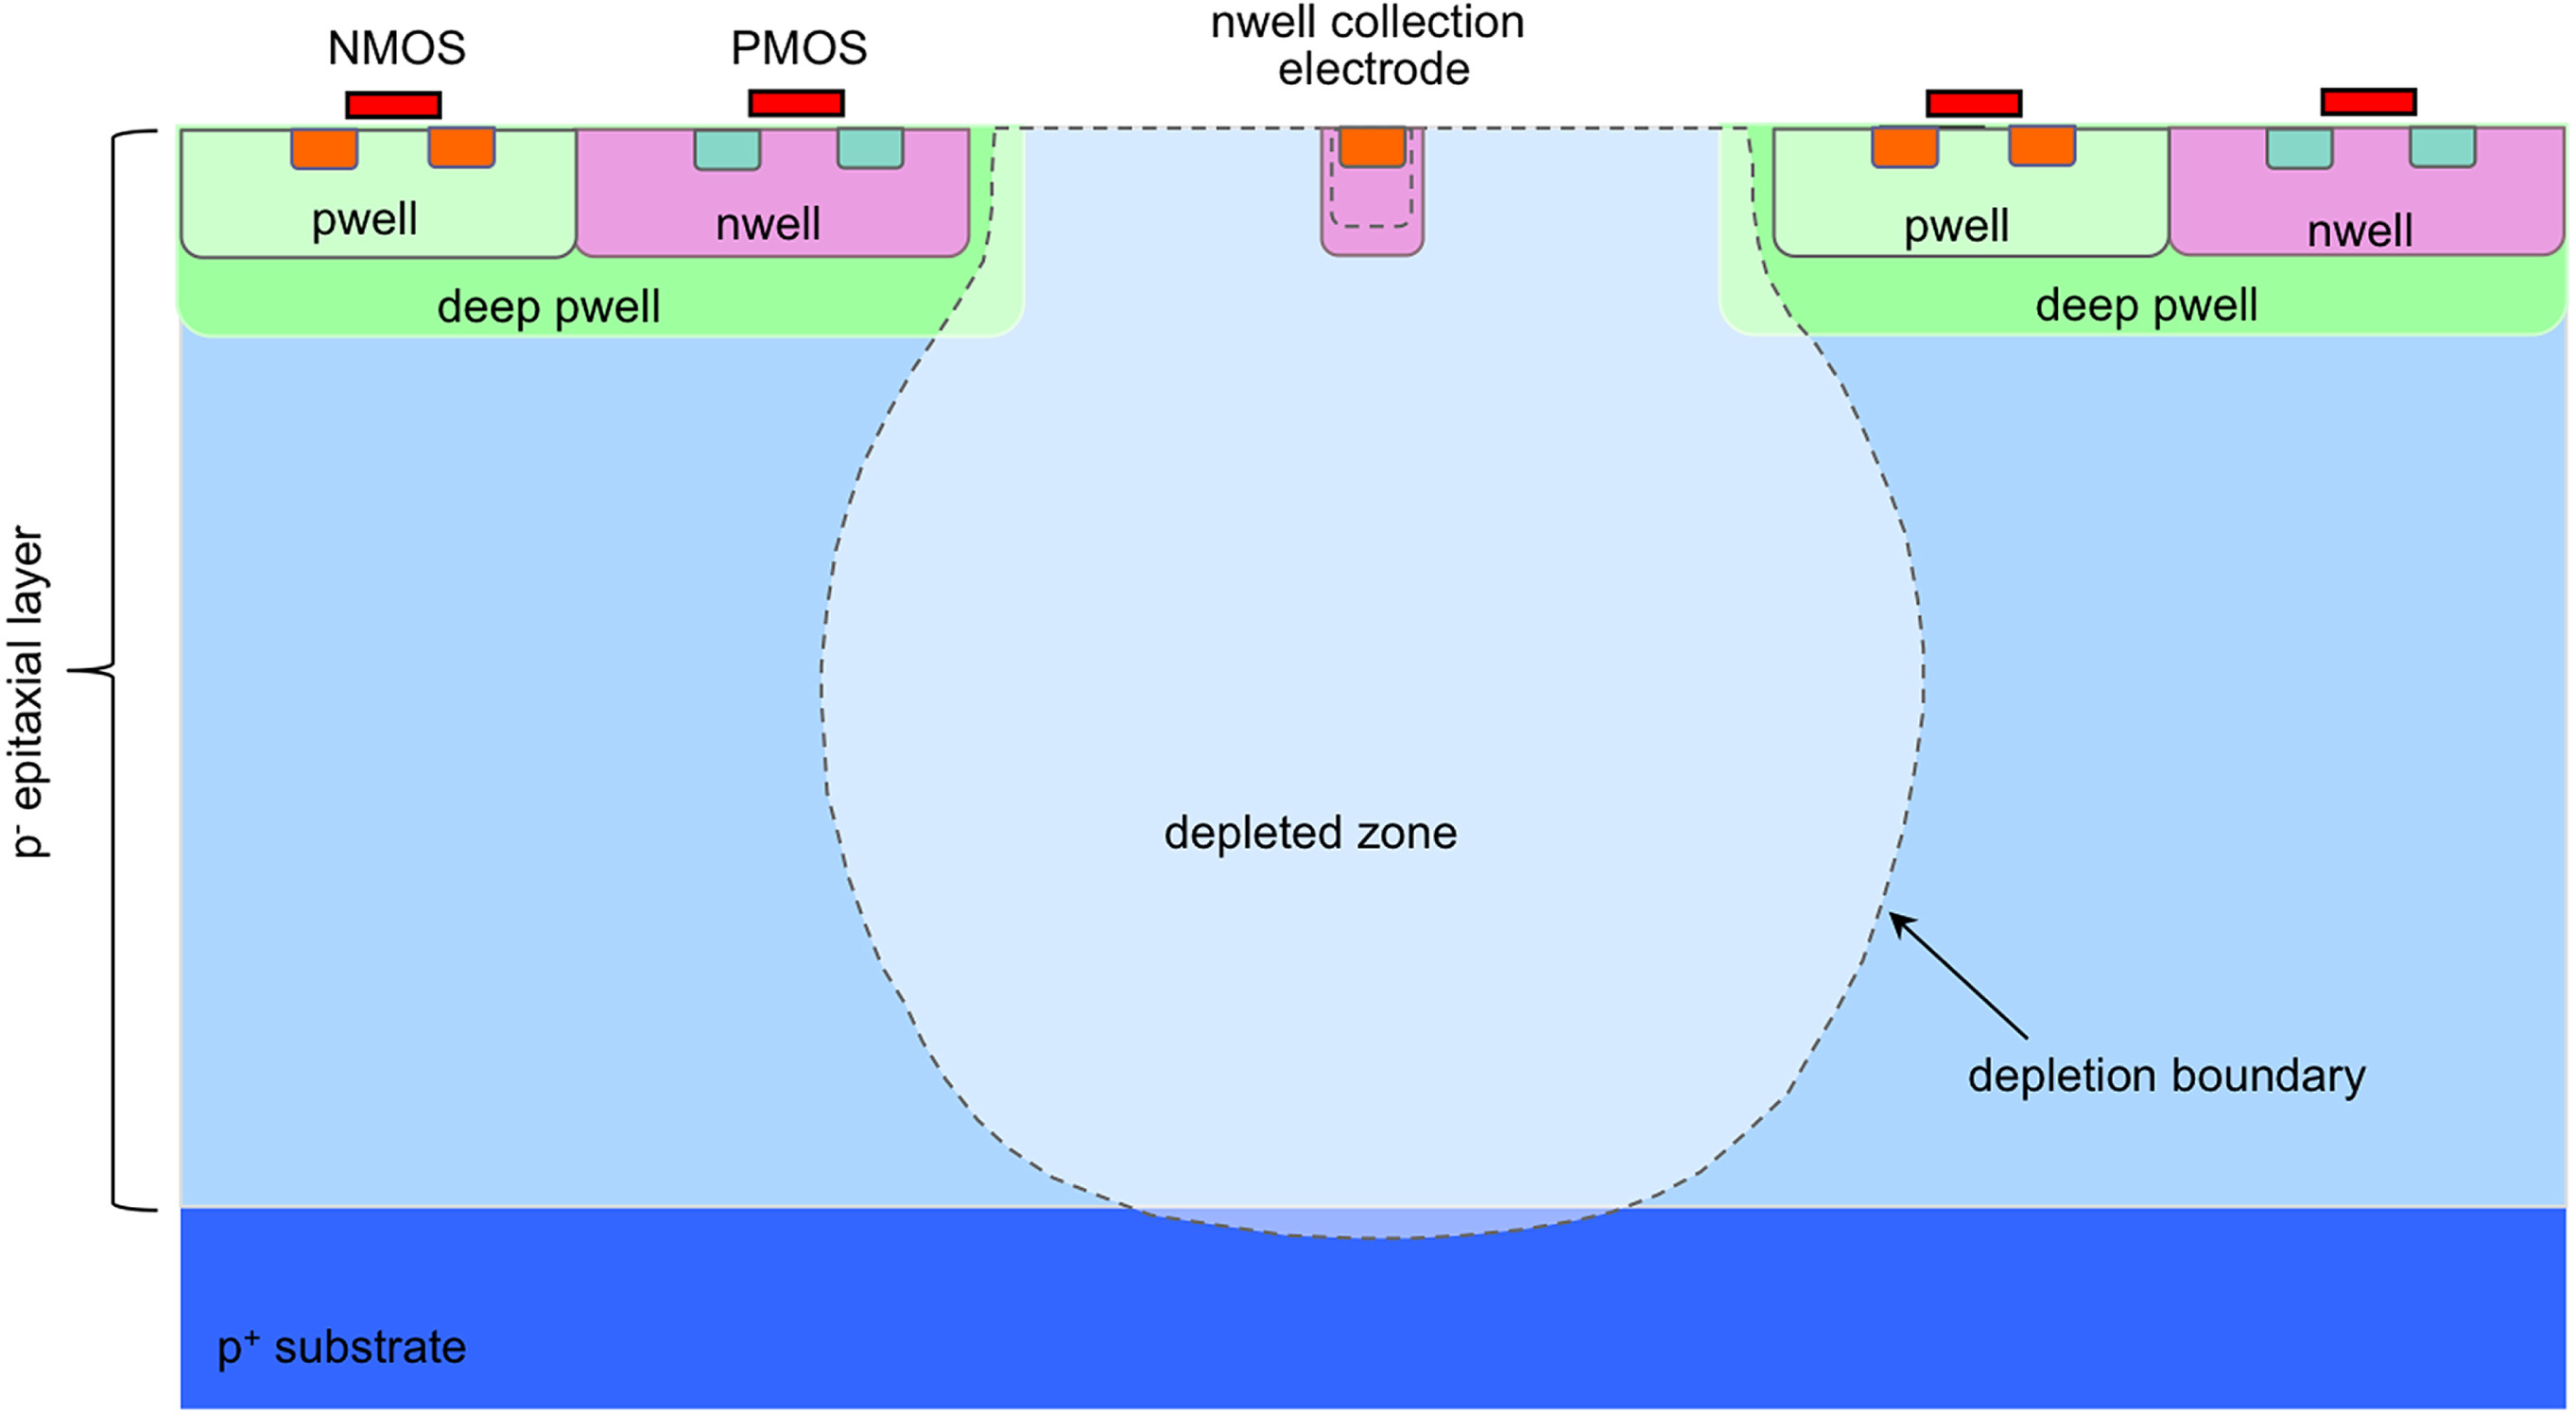 NMOS
PMOS
nwell collection
electrode
pwell
nwell
pwell
nwell
deep pwell
deep pwell
p⁻ epitaxial layer
depleted zone
depletion boundary
p⁺ substrate